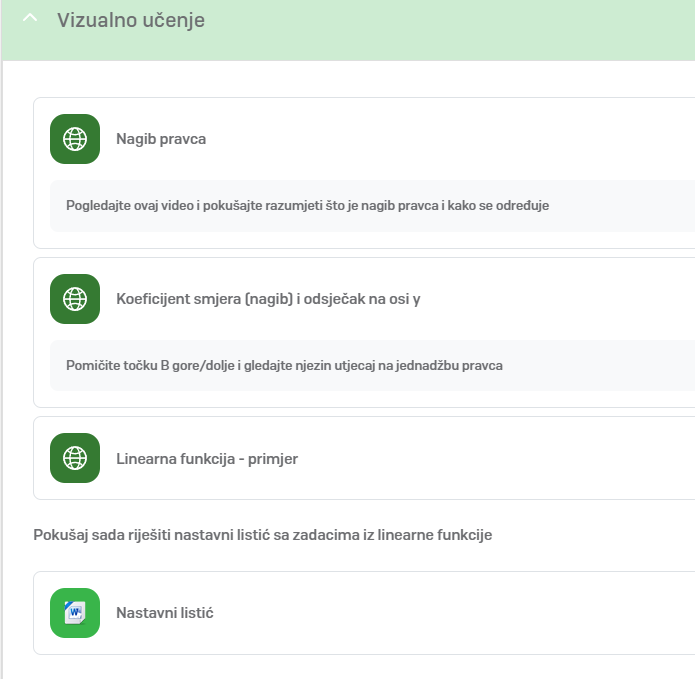 Vizualno učenje
Nagib pravca
Pogledajte ovaj video i pokušajte razumjeti što je nagib pravca i kako se određuje
Koeficijent smjera (nagib) i odsječak na osi y
Pomičite točku B gore/dolje i gledajte njezin utjecaj na jednadžbu pravca
Linearna funkcija - primjer
Pokušaj sada riješiti nastavni listić sa zadacima iz linearne funkcije
W
Nastavni listić